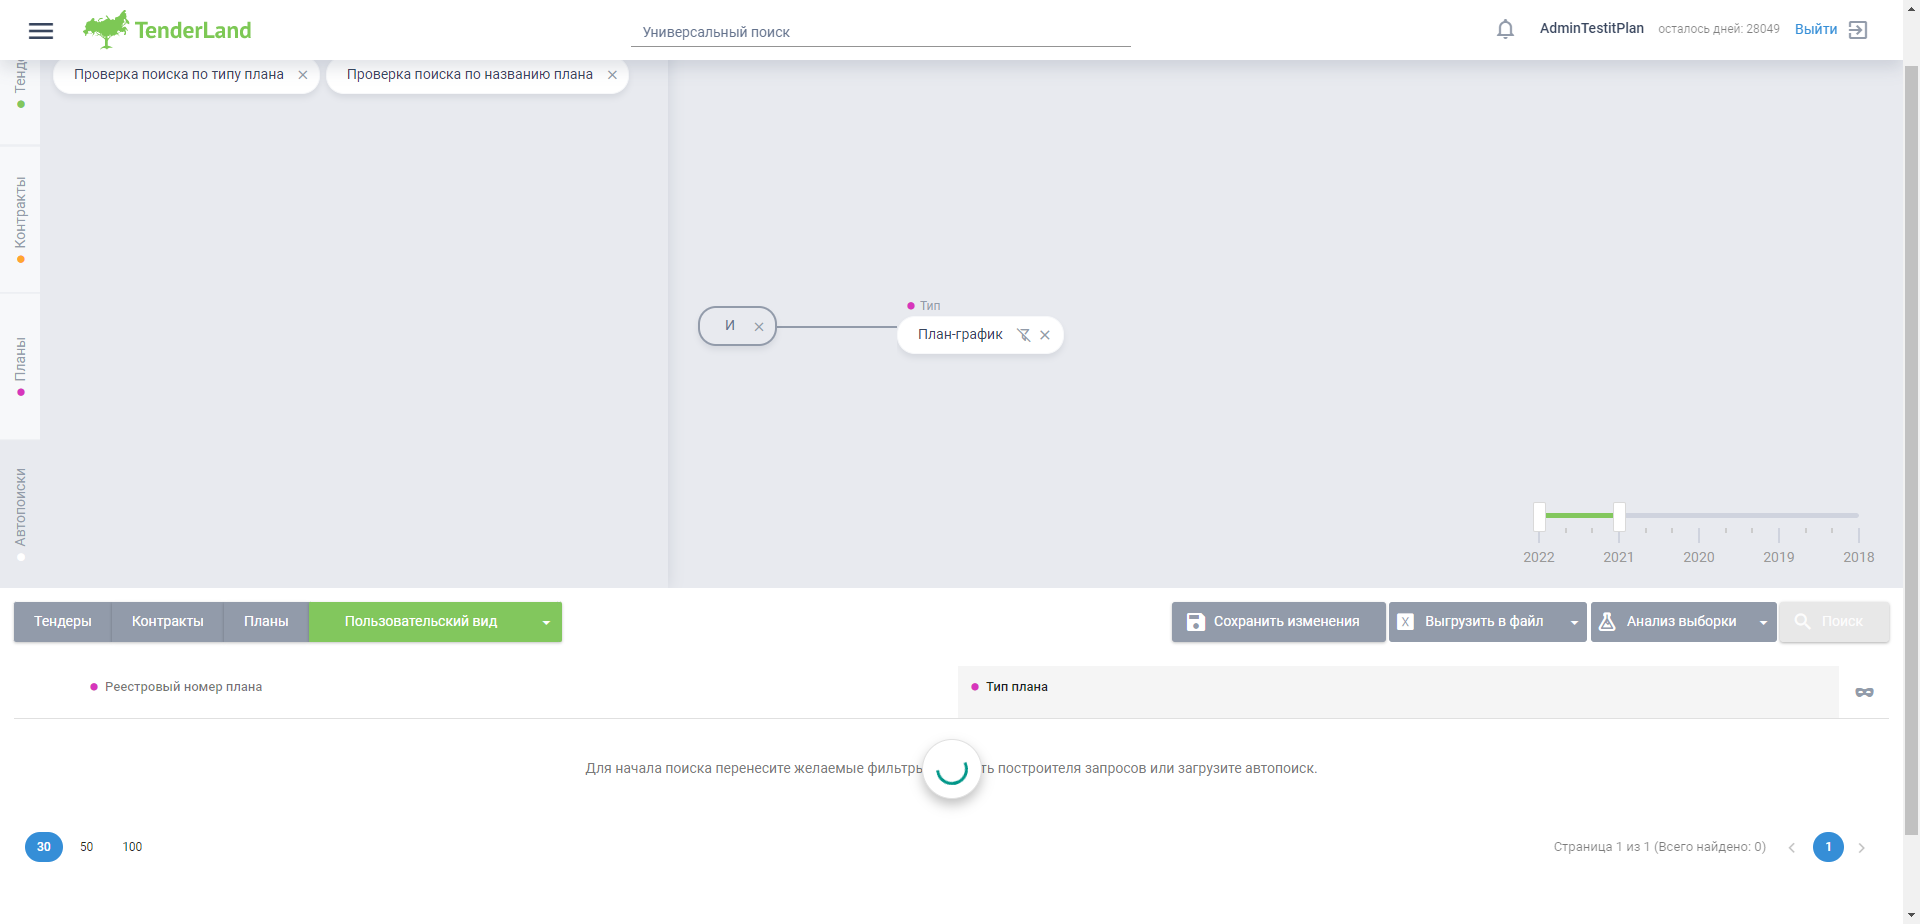 TenderLand
Универсальный поиск
AdminTestitPlan
осталось дней: 28049
Выйти
Тенд
Проверка поиска по типу плана
Проверка поиска по названию плана
Контракты
Планы
Автопоиски
И
Тип
План-график
2022 2021 2020 2019 2018
Тендеры Контракты Планы Пользовательский вид
Сохранить изменения X Выгрузить в файл Анализ выборки Поиск
Реестровый номер плана Тип плана
Для начала поиска перенесите желаемые фильтры ть построителя запросов или загрузите автопоиск.
30 50 100
Страница 1 из 1 (Всего найдено: 0) 1